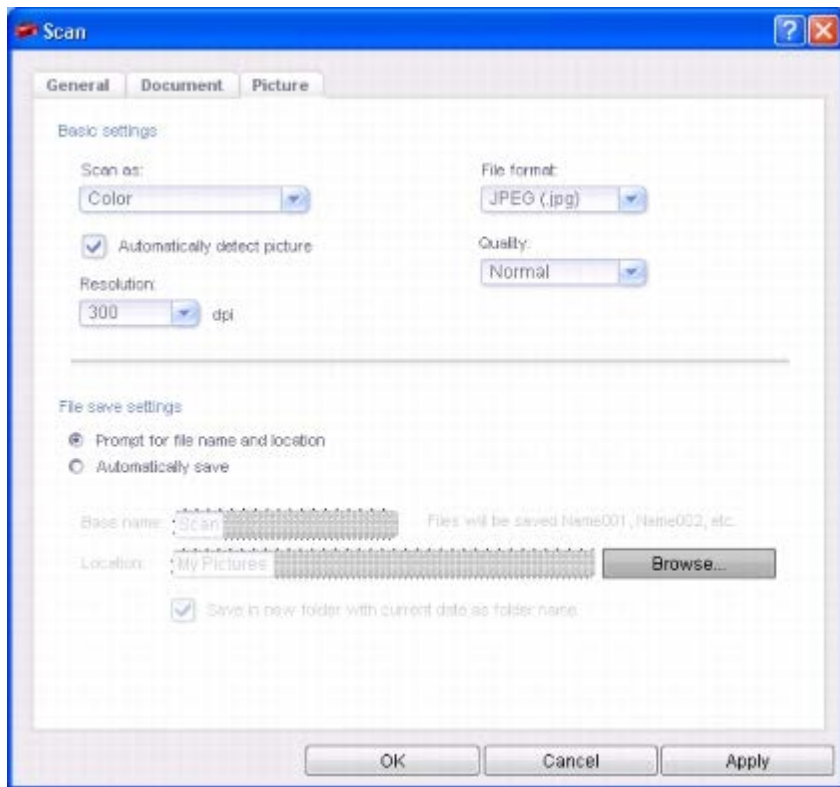 Scan
General Document Picture
Basic settings
Scan as:
Color
Automatically detect picture
Resolution:
300 dpi
File format:
JPEG (.jpg)
Quality:
Normal
File save settings
Prompt for file name and location
Automatically save
Base name: Scan Files will be saved Name001, Name002, etc.
Location: My Pictures Browse...
Save in new folder with current date as folder name
OK Cancel Apply